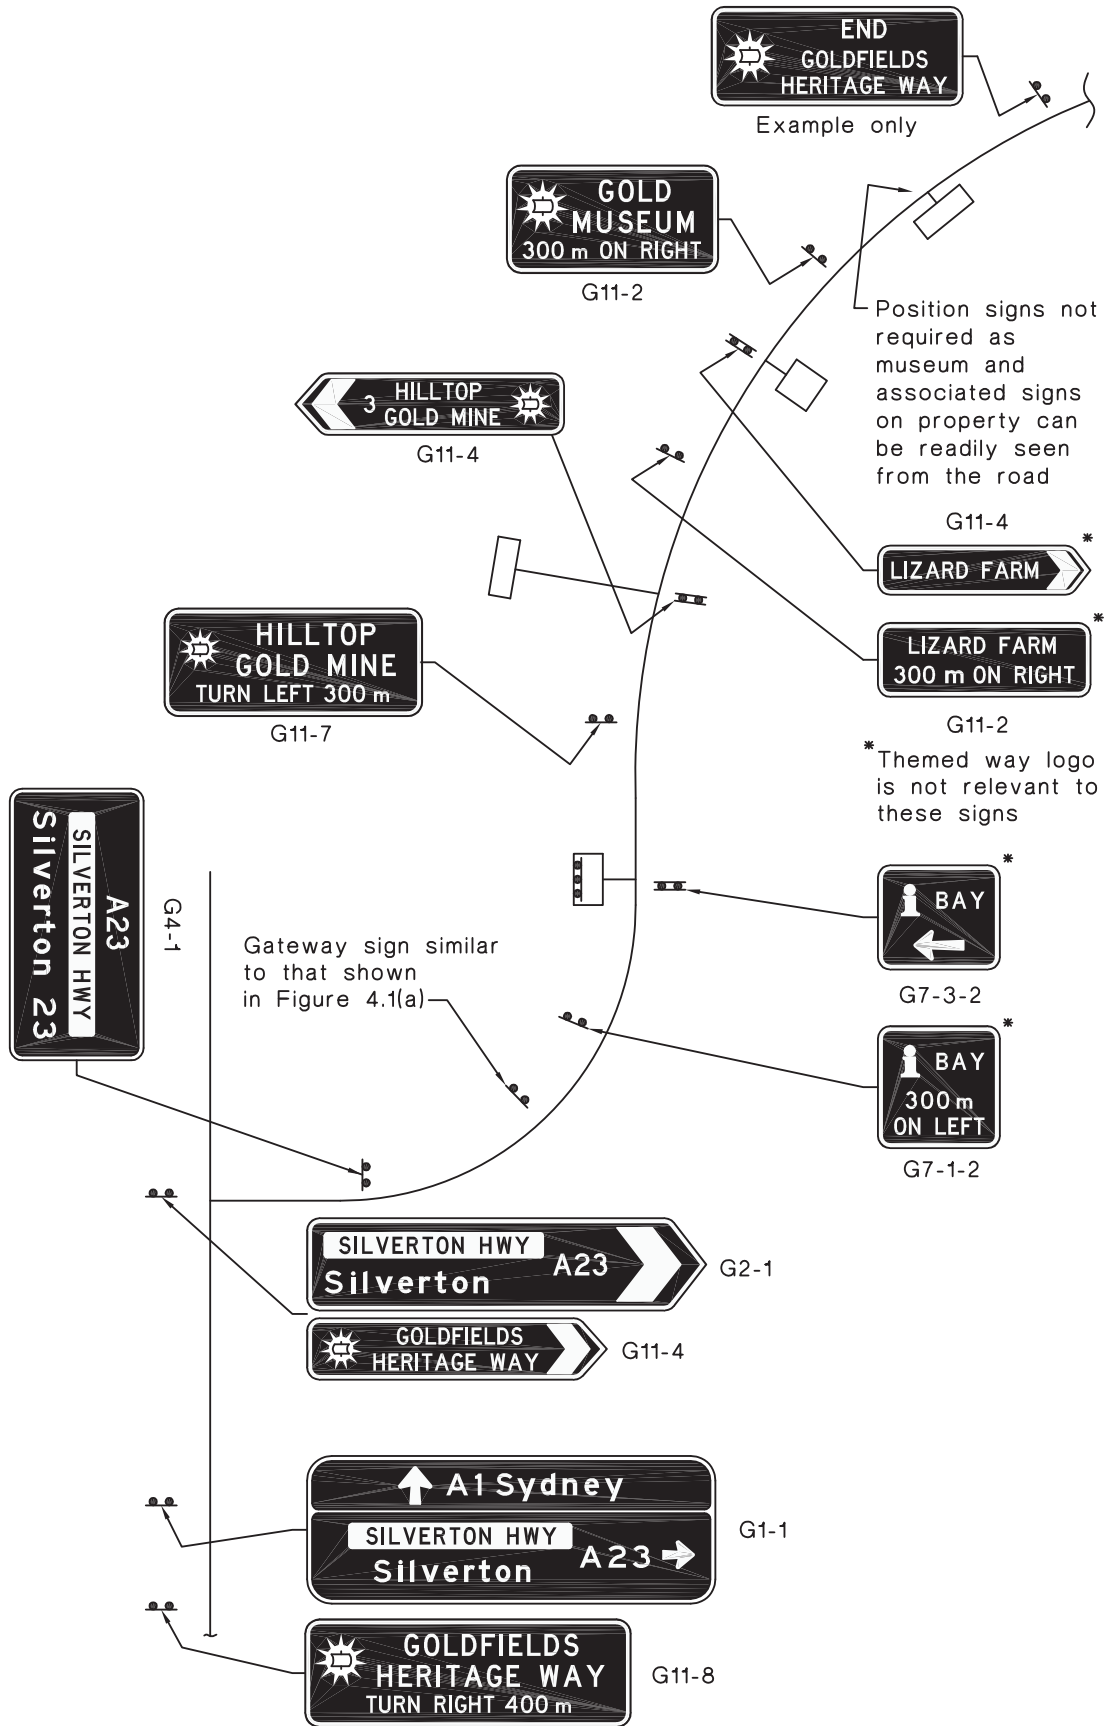 END
GOLDFIELDS
HERITAGE WAY
Example only
GOLD
MUSEUM
300 m ON RIGHT
G11-2
Position signs not
required as
museum and
associated signs
on property can
be readily seen
from the road
3 HILLTOP
GOLD MINE
G11-4
G11-4
*
LIZARD FARM
*
LIZARD FARM
300 m ON RIGHT
G11-2
*Themed way logo
is not relevant to
these signs
HILLTOP
GOLD MINE
TURN LEFT 300 m
G11-7
A23
SILVERTON HWY
Silverton 23
G4-1
*
i BAY
G7-3-2
Gateway sign similar
to that shown
in Figure 4.1(a)
*
i BAY
300 m
ON LEFT
G7-1-2
SILVERTON HWY
Silverton A23
G2-1
GOLDFIELDS
HERITAGE WAY
G11-4
A1 Sydney
SILVERTON HWY
Silverton A23
G1-1
GOLDFIELDS
HERITAGE WAY
TURN RIGHT 400 m
G11-8